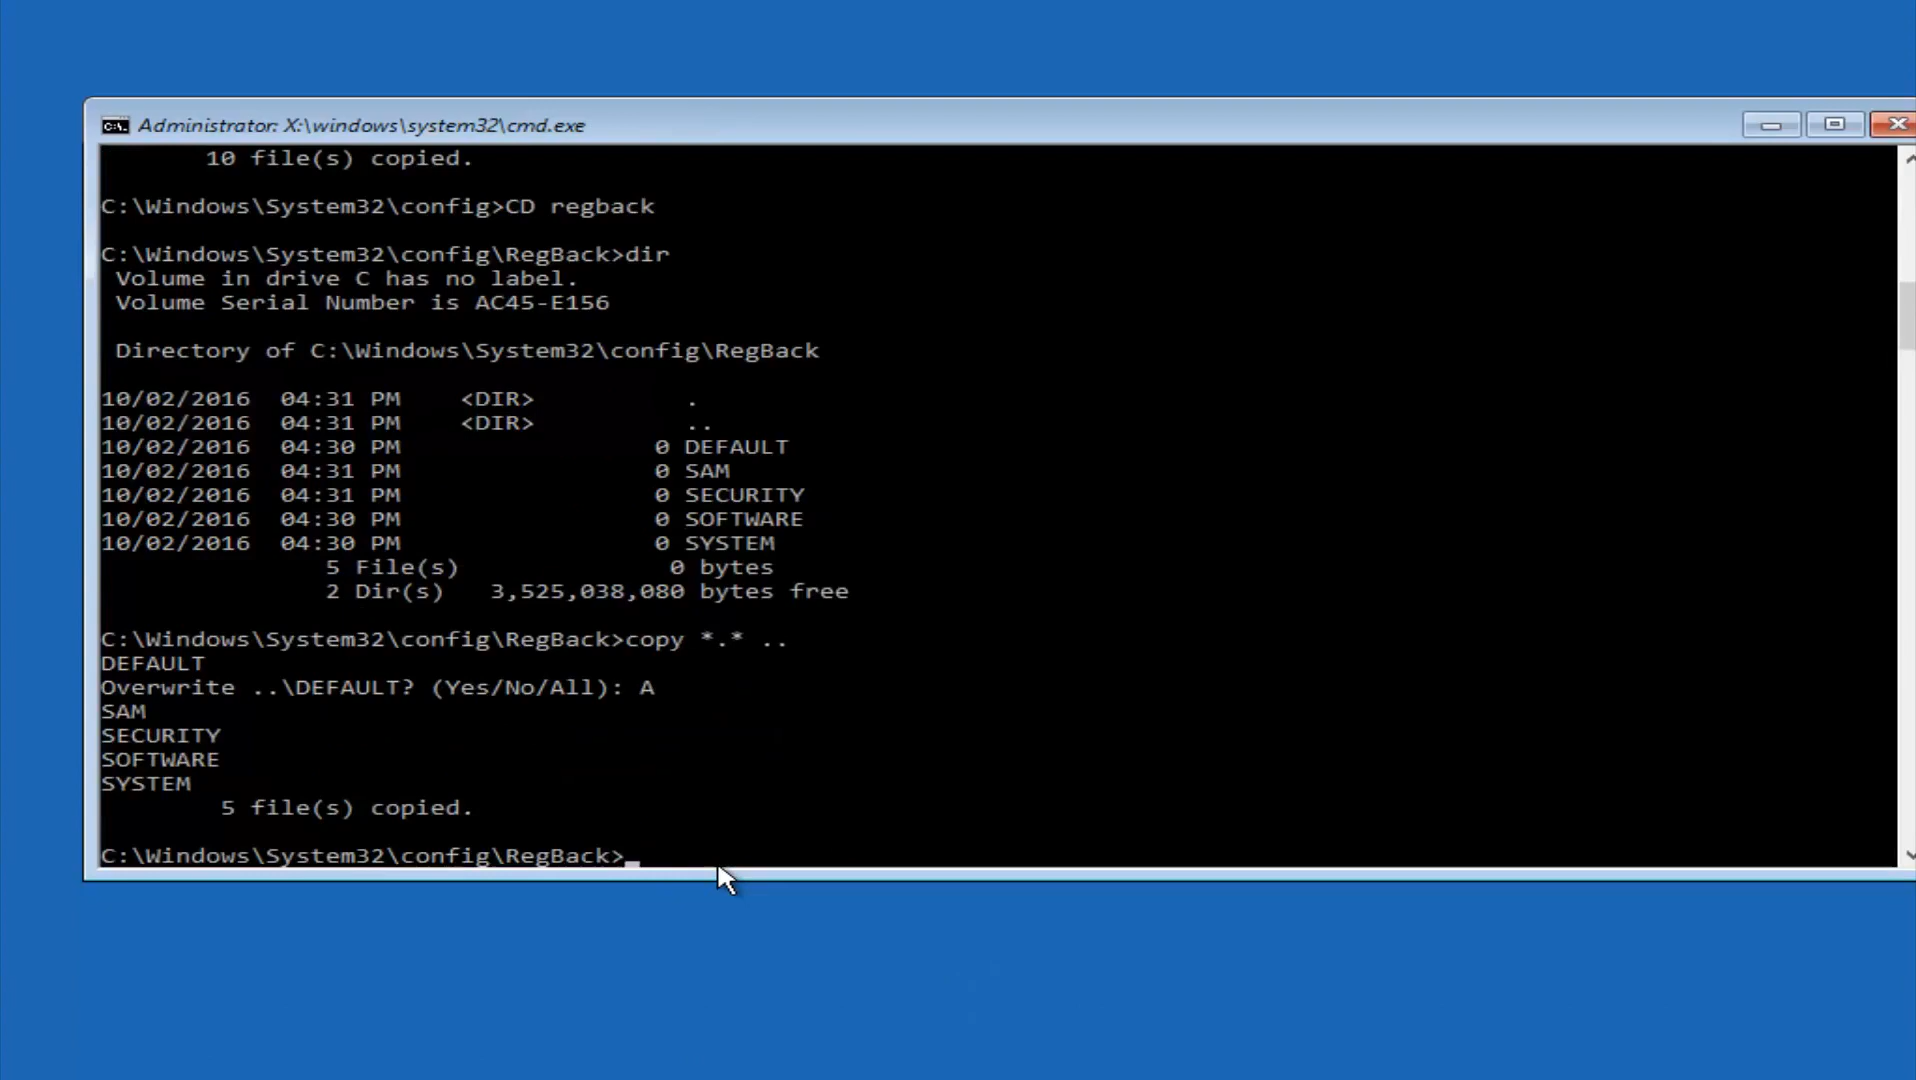 Administrator: X:\windows\system32\cmd.exe
10 file(s) copied.
C:\Windows\System32\config>CD regback
C:\Windows\System32\config\RegBack>dir
Volume in drive C has no label.
Volume Serial Number is AC45-E156
Directory of C:\Windows\System32\config\RegBack
10/02/2016  04:31 PM    <DIR>          .
10/02/2016  04:31 PM    <DIR>          ..
10/02/2016  04:30 PM                 0 DEFAULT
10/02/2016  04:31 PM                 0 SAM
10/02/2016  04:31 PM                 0 SECURITY
10/02/2016  04:30 PM                 0 SOFTWARE
10/02/2016  04:30 PM                 0 SYSTEM
5 File(s)              0 bytes
2 Dir(s)   3,525,038,080 bytes free
C:\Windows\System32\config\RegBack>copy *.* ..
DEFAULT
Overwrite ..\DEFAULT? (Yes/No/All): A
SAM
SECURITY
SOFTWARE
SYSTEM
5 file(s) copied.
C:\Windows\System32\config\RegBack>_